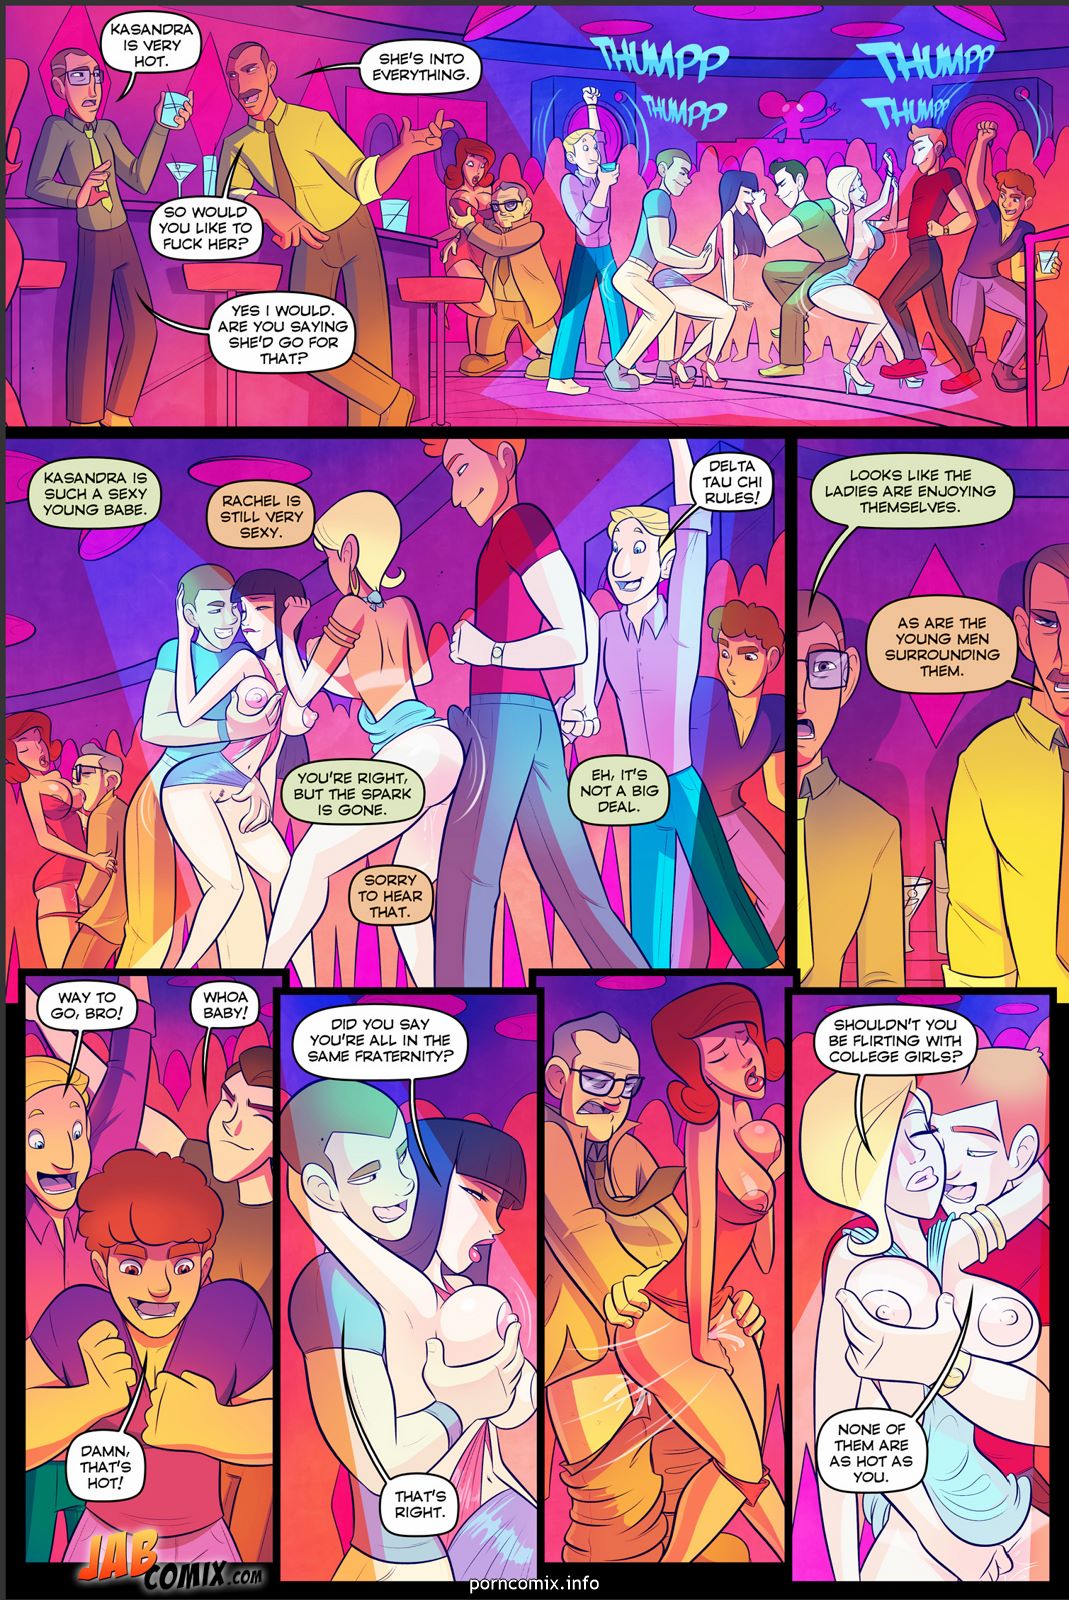 KASANDRA
IS VERY
HOT.
SHE'S INTO
EVERYTHING.
SO WOULD
YOU LIKE TO
FUCK HER?
YES I WOULD.
ARE YOU SAYING
SHE'D GO FOR
THAT?
THUMPP
THUMPP
THUMPP
THUMPP
KASANDRA IS
SUCH A SEXY
YOUNG BABE.
RACHEL IS
STILL VERY
SEXY.
DELTA
TAU CHI
RULES!
YOU'RE RIGHT,
BUT THE SPARK
IS GONE.
EH, IT'S
NOT A BIG
DEAL.
SORRY
TO HEAR
THAT.
LOOKS LIKE THE
LADIES ARE ENJOYING
THEMSELVES.
AS ARE THE
YOUNG MEN
SURROUNDING
THEM.
WAY TO
GO, BRO!
WHOA
BABY!
DAMN,
THAT'S
HOT!
DID YOU SAY
YOU'RE ALL IN THE
SAME FRATERNITY?
THAT'S
RIGHT.
SHOULDN'T YOU
BE FLIRTING WITH
COLLEGE GIRLS?
NONE OF
THEM ARE
AS HOT AS
YOU.
JAB
COMIX.COM
porncomix.info